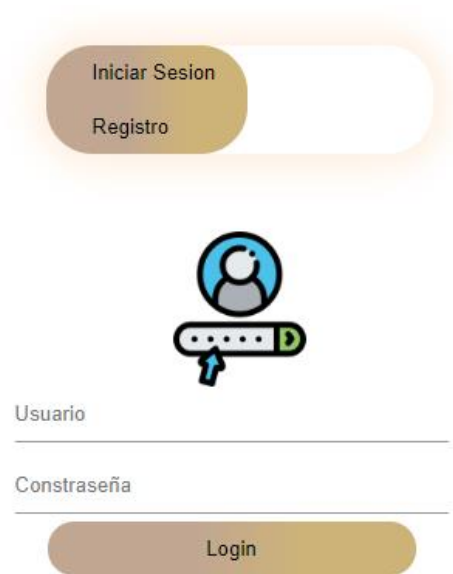 Iniciar Sesion
Registro
Usuario
Constraseña
Login